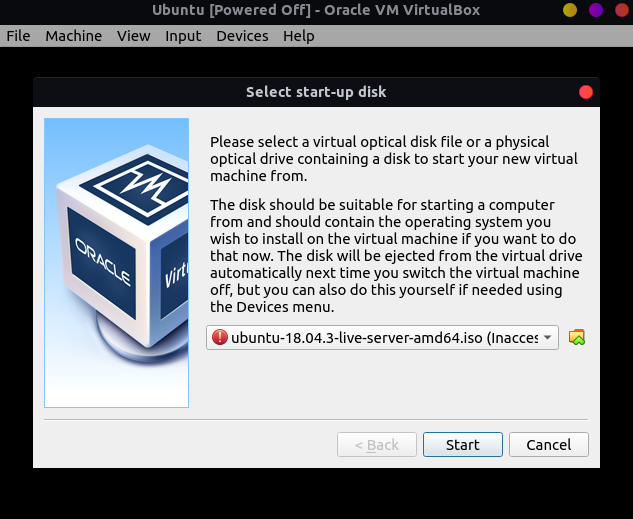 Ubuntu [Powered Off] - Oracle VM VirtualBox
File Machine View Input Devices Help
Select start-up disk
Please select a virtual optical disk file or a physical
optical drive containing a disk to start your new virtual
machine from.
The disk should be suitable for starting a computer
from and should contain the operating system you
wish to install on the virtual machine if you want to do
that now. The disk will be ejected from the virtual drive
automatically next time you switch the virtual machine
off, but you can also do this yourself if needed using
the Devices menu.
ORACLE
Virtu
ubuntu-18.04.3-live-server-amd64.iso (Inacces
< Back Start Cancel